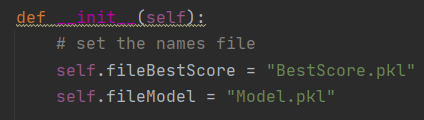 def __init__(self):
    # set the names file
    self.fileBestScore = "BestScore.pkl"
    self.fileModel = "Model.pkl"